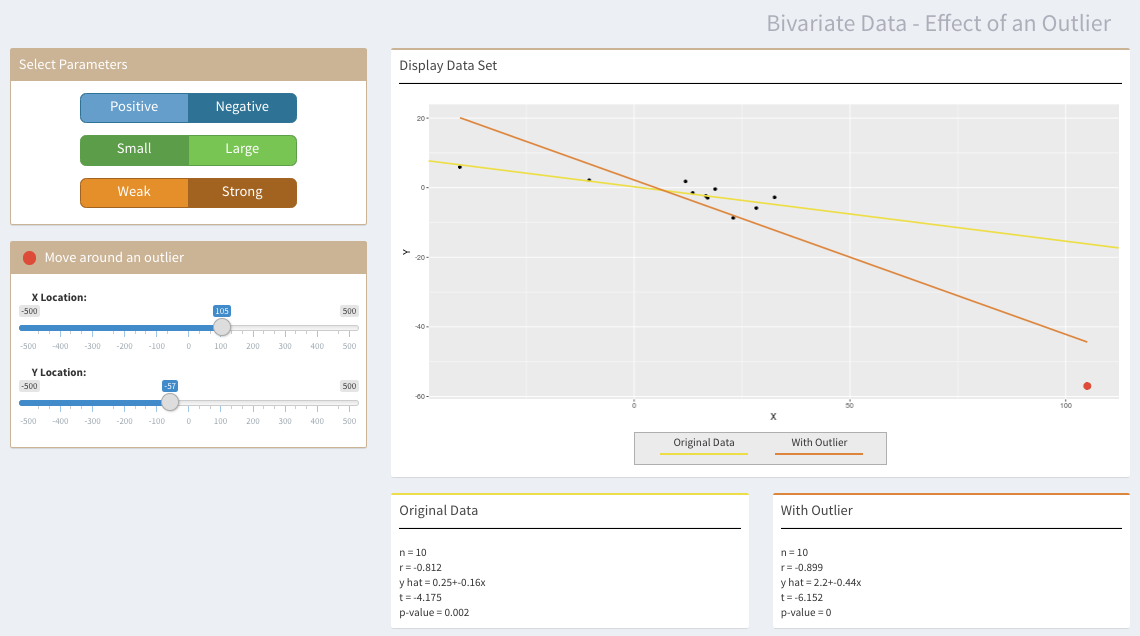 Bivariate Data - Effect of an Outlier
Select Parameters
Positive Negative
Small Large
Weak Strong
Move around an outlier
X Location:
-500 105 500
-500 -400 -300 -200 -100 0 100 200 300 400 500
Y Location:
-500 -57 500
-500 -400 -300 -200 -100 0 100 200 300 400 500
Display Data Set
20
0
-20
-40
-60
Y
0 50 100
X
Original Data With Outlier
Original Data
n = 10
r = -0.812
y hat = 0.25+-0.16x
t = -4.175
p-value = 0.002
With Outlier
n = 10
r = -0.899
y hat = 2.2+-0.44x
t = -6.152
p-value = 0